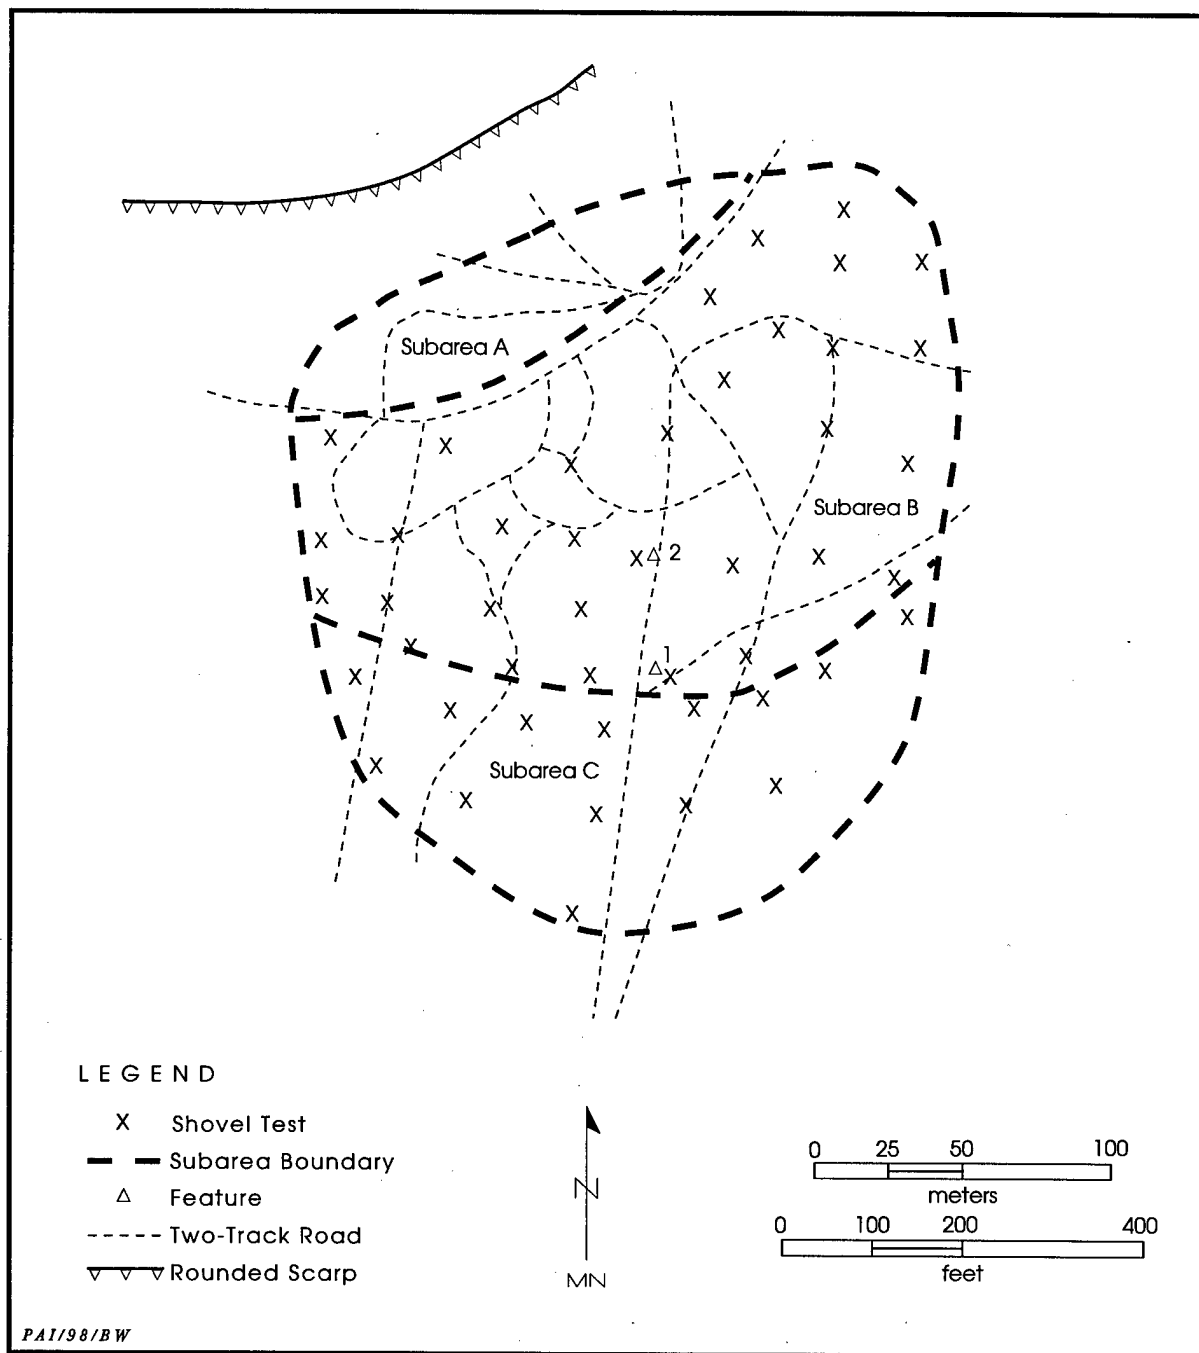 Subarea A
Subarea B
2
1
Subarea C
LEGEND
X Shovel Test
Subarea Boundary
Feature
Two-Track Road
Rounded Scarp
N
MN
0 25 50 100
meters
0 100 200 400
feet
PAI/98/BW